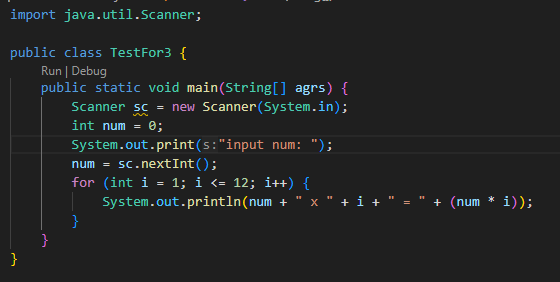 import java.util.Scanner;
public class TestFor3 {
Run | Debug
public static void main(String[] agrs) {
Scanner sc = new Scanner(System.in);
int num = 0;
System.out.print(s:"input num: ");
num = sc.nextInt();
for (int i = 1; i <= 12; i++) {
System.out.println(num + " x " + i + " = " + (num * i));
}
}
}